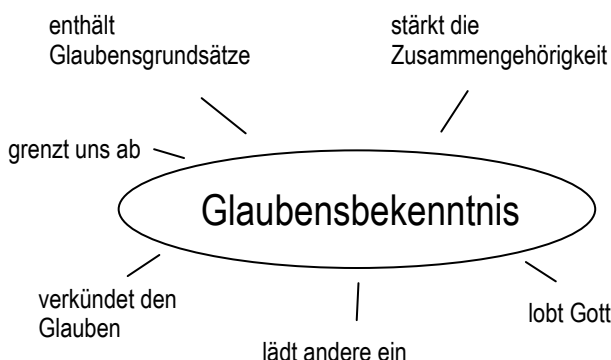 enthält
Glaubensgrundsätze
stärkt die
Zusammengehörigkeit
grenzt uns ab
Glaubensbekenntnis
verkündet den
Glauben
lädt andere ein
lobt Gott